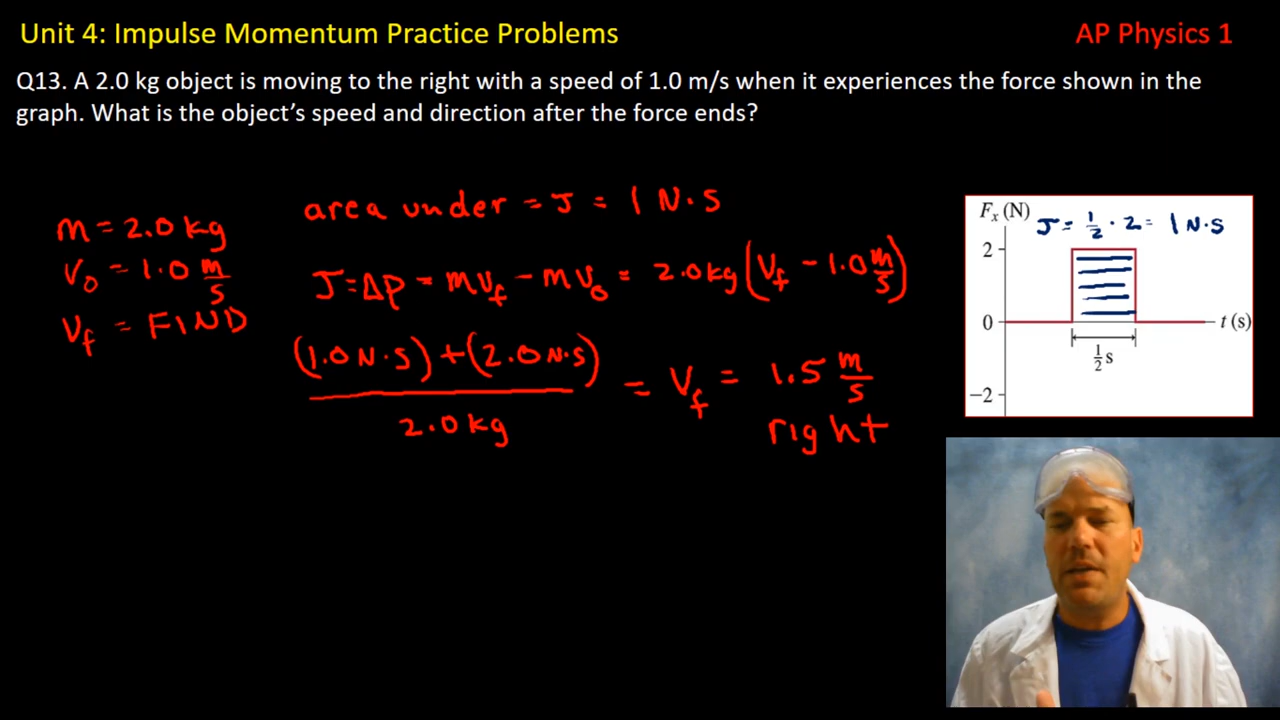 Unit 4: Impulse Momentum Practice Problems
AP Physics 1
Q13. A 2.0 kg object is moving to the right with a speed of 1.0 m/s when it experiences the force shown in the
graph. What is the object’s speed and direction after the force ends?
m = 2.0 kg
V₀ = 1.0 m/s
V_f = FIND
area under = J = 1 N·s
J = Δp = mV_f - mV₀ = 2.0 kg (V_f - 1.0 m/s)
(1.0 N·s) + (2.0 N·s) / 2.0 kg = V_f = 1.5 m/s
right
Fₓ (N)
J = 1/2 · 2 = 1 N·s
2
0
t (s)
1/2 s
−2